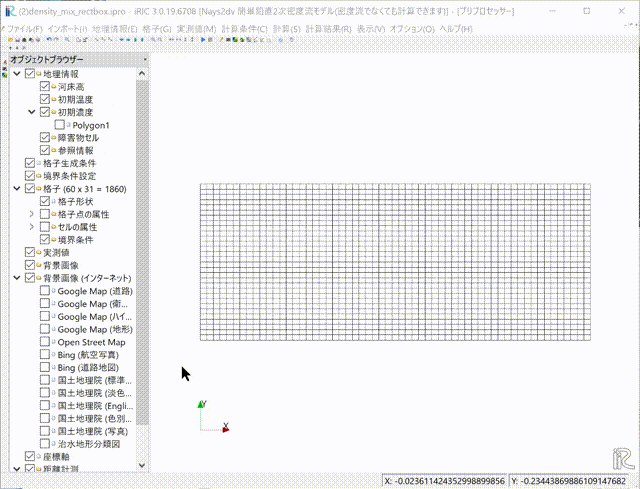 (2)density_mix_rectbox.ipro - iRIC 3.0.19.6708 [Nays2dv 簡単鉛直2次密度流モデル(密度流でなくても計算できます)] - [プリプロセッサー]
ファイル(F) インポート(I) 地理情報(E) 格子(G) 実測値(M) 計算条件(C) 計算(S) 計算結果(R) 表示(V) オプション(O) ヘルプ(H)
オブジェクトブラウザー
地理情報
河床高
初期温度
初期濃度
Polygon1
障害物セル
参照情報
格子生成条件
境界条件設定
格子 (60 x 31 = 1860)
格子形状
格子点の属性
セルの属性
境界条件
実測値
背景画像
背景画像 (インターネット)
Google Map (道路)
Google Map (衛...
Google Map (ハイ...
Google Map (地形)
Open Street Map
Bing (航空写真)
Bing (道路地図)
国土地理院 (標準...
国土地理院 (淡色...
国土地理院 (Engli...
国土地理院 (色別...
国土地理院 (写真)
治水地形分類図
座標軸
距離計測
Y
X
iR
X: -0.023611424352998899856 Y: -0.23443869886109147682